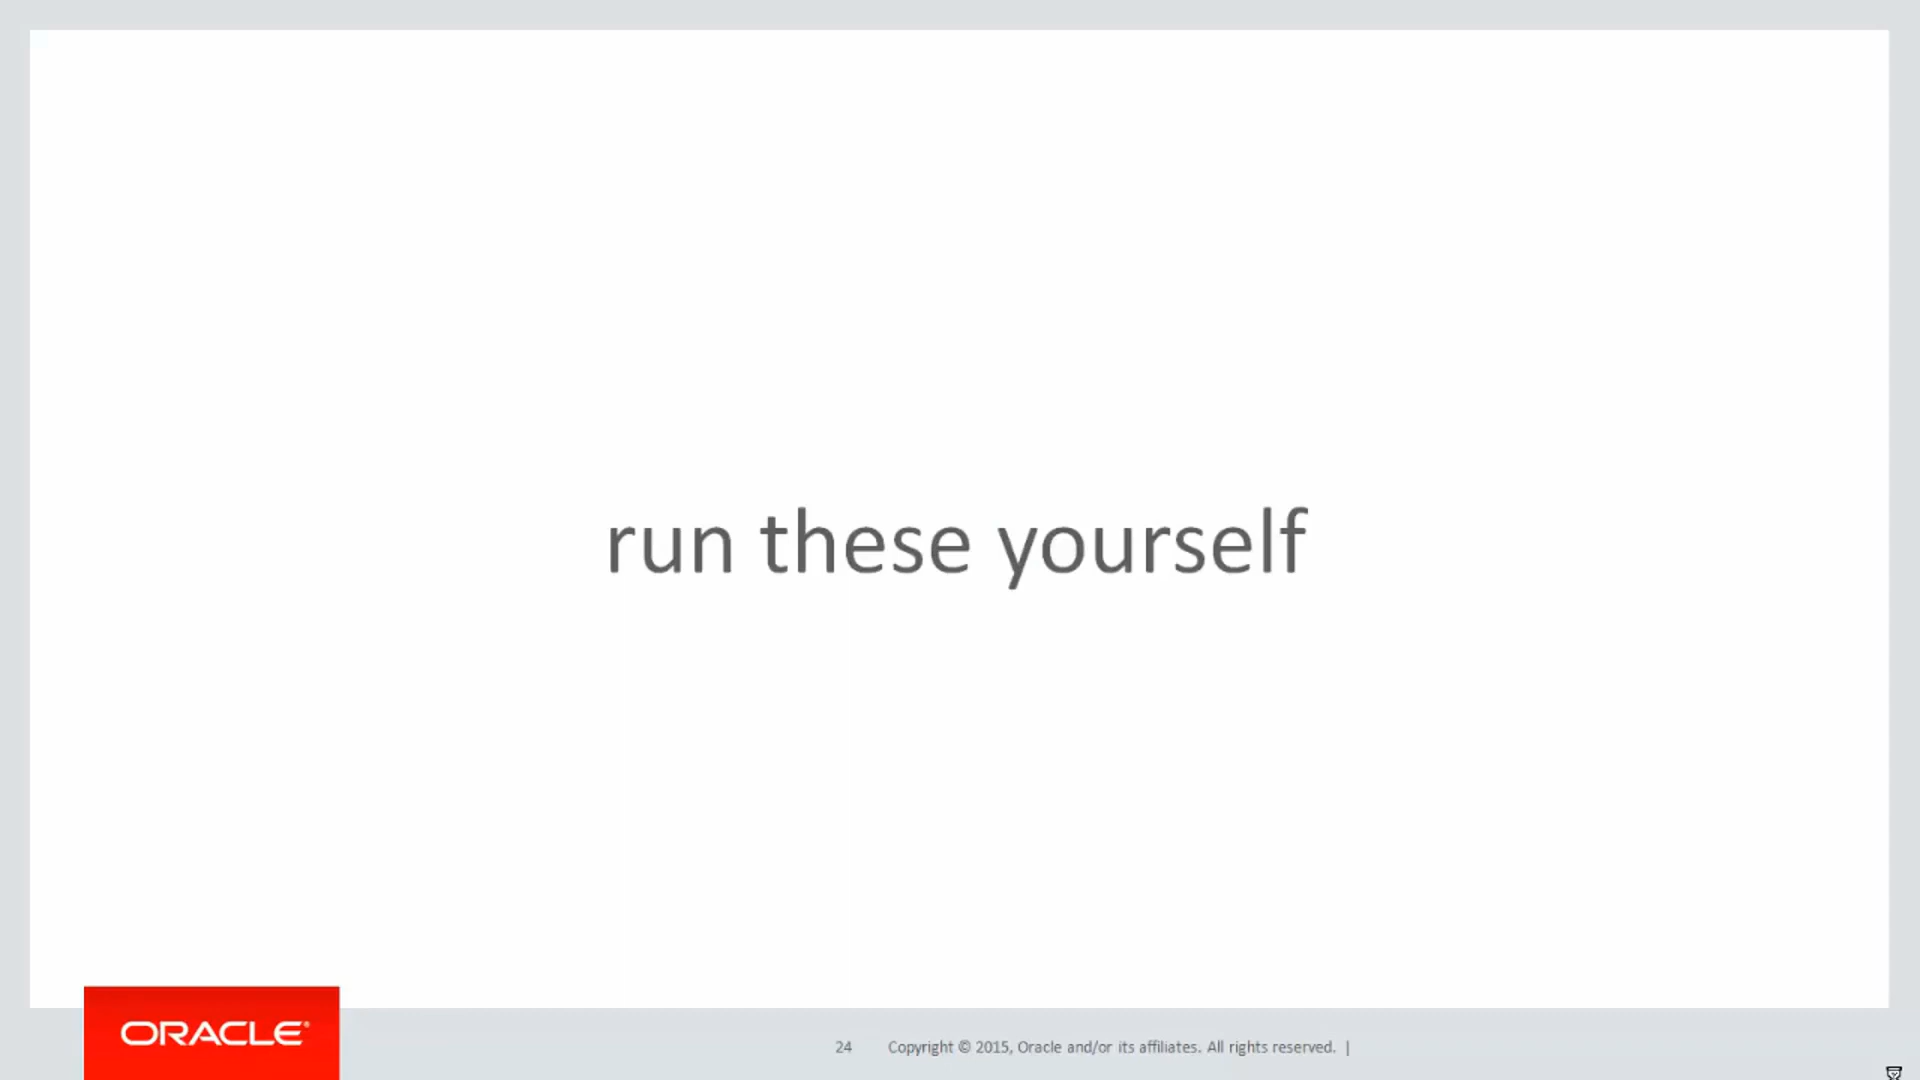 run these yourself
ORACLE®
24 Copyright © 2015, Oracle and/or its affiliates. All rights reserved. |